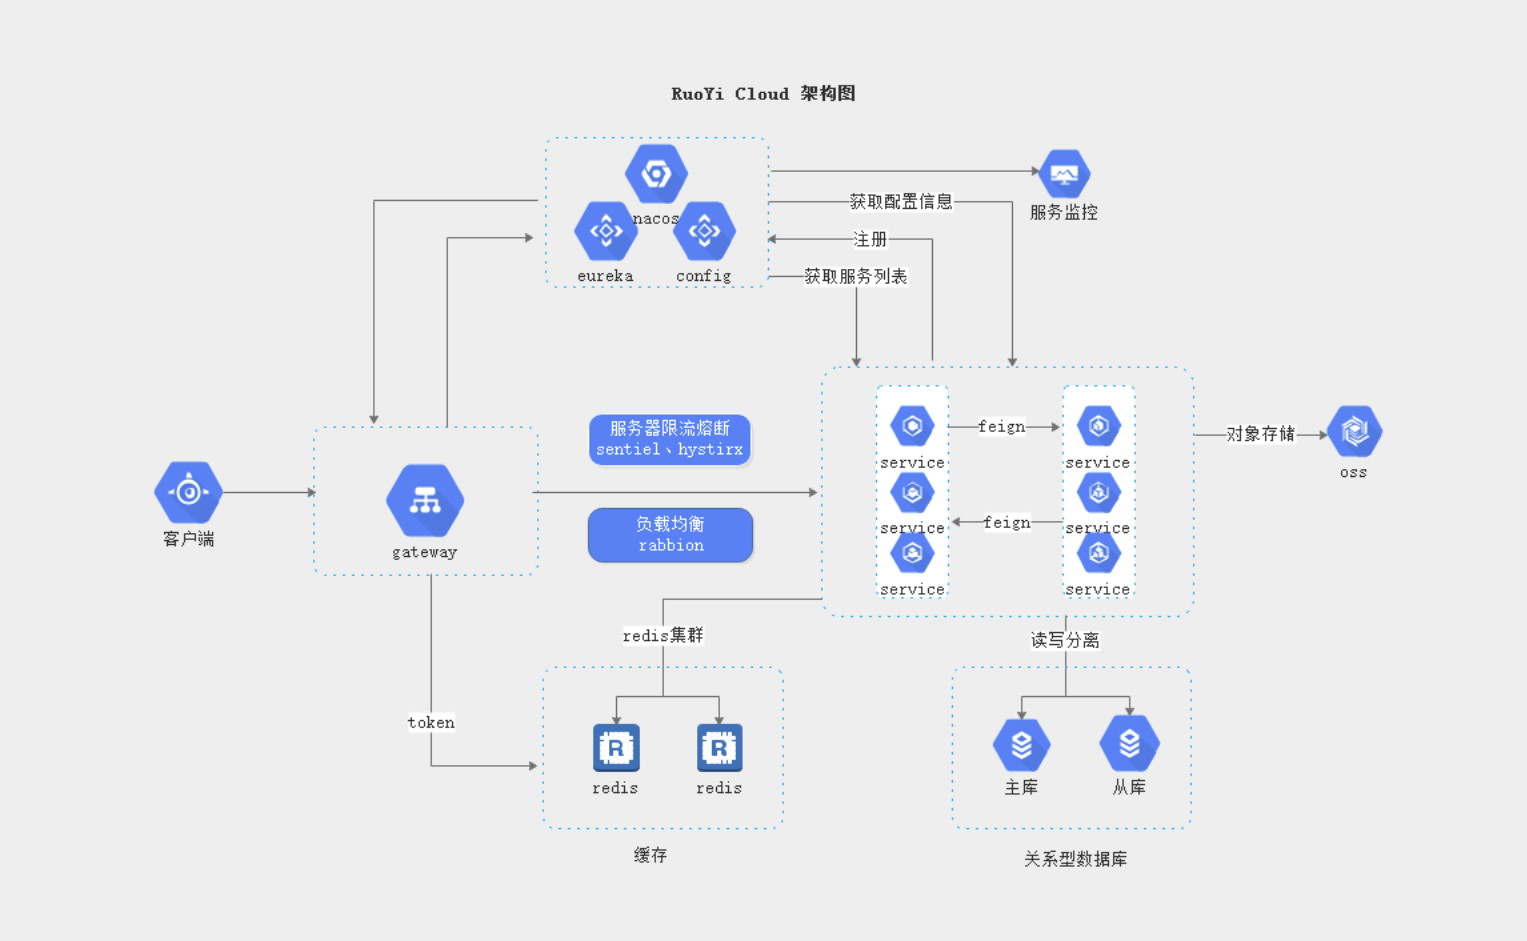 RuoYi Cloud 架构图
nacos
eureka
config
服务监控
获取配置信息
注册
获取服务列表
服务器限流熔断
sentiel、hystirx
负载均衡
rabbion
客户端
gateway
feign
service
service
service
service
feign
service
service
对象存储
oss
redis集群
读写分离
token
redis
redis
缓存
主库
从库
关系型数据库